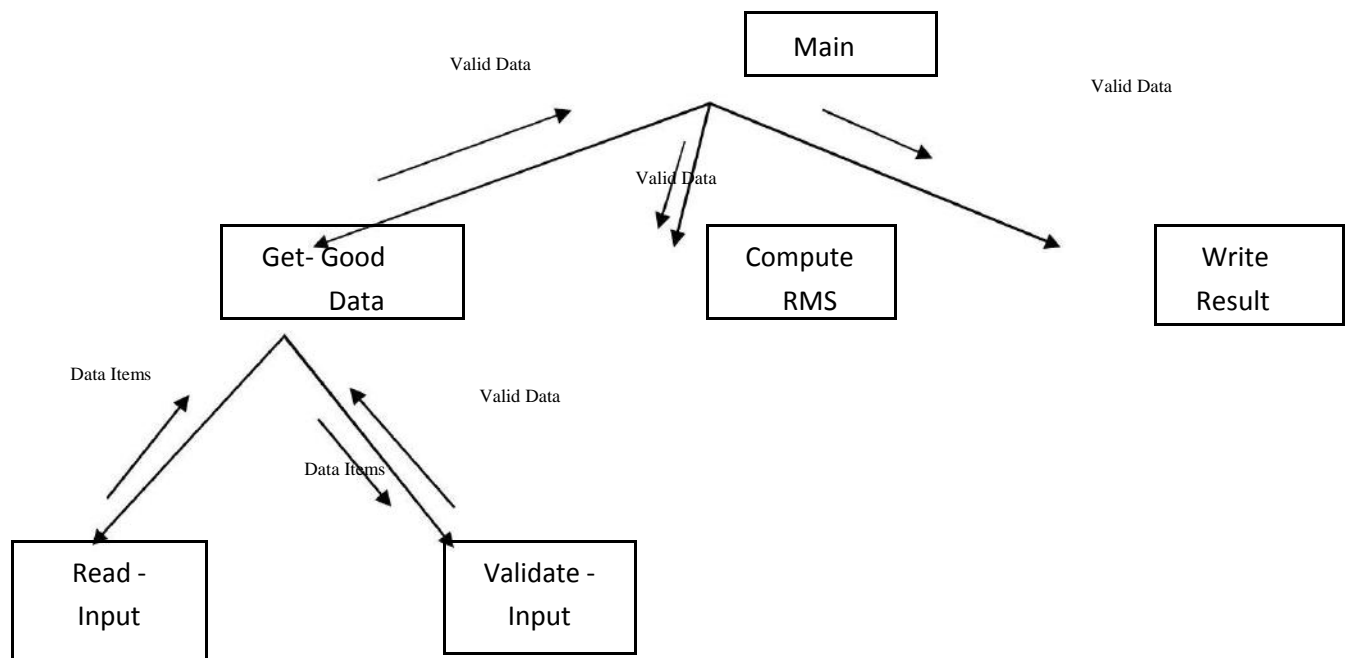 Main
Valid Data
Valid Data
Valid Data
Get- Good
Data
Compute
RMS
Write
Result
Data Items
Valid Data
Data Items
Read -
Input
Validate -
Input